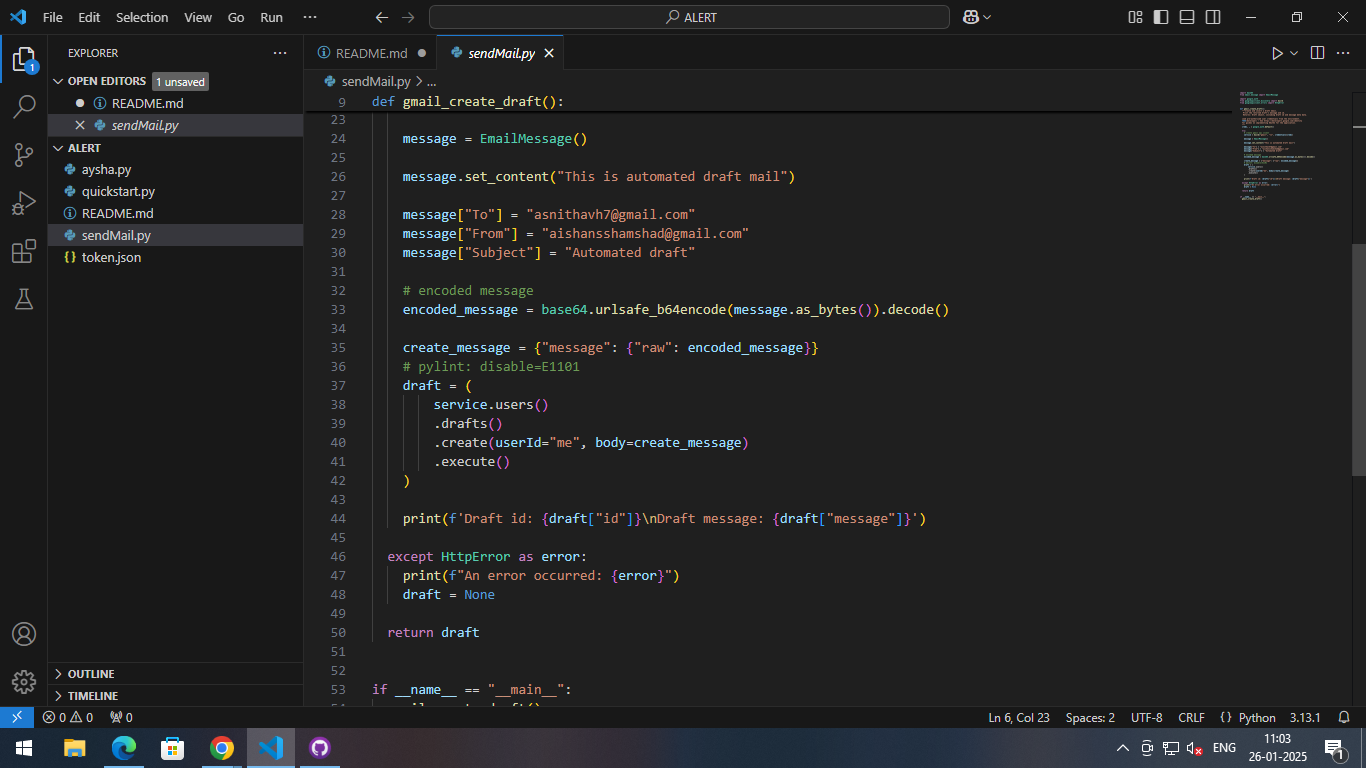 File Edit Selection View Go Run ··· ALERT
EXPLORER ···
OPEN EDITORS 1 unsaved
README.md
sendMail.py
ALERT
aysha.py
quickstart.py
README.md
sendMail.py
{} token.json
OUTLINE
TIMELINE
README.md sendMail.py
sendMail.py > ...
9 def gmail_create_draft():
23
24 message = EmailMessage()
25
26 message.set_content("This is automated draft mail")
27
28 message["To"] = "asnithavh7@gmail.com"
29 message["From"] = "aishansshamshad@gmail.com"
30 message["Subject"] = "Automated draft"
31
32 # encoded message
33 encoded_message = base64.urlsafe_b64encode(message.as_bytes()).decode()
34
35 create_message = {"message": {"raw": encoded_message}}
36 # pylint: disable=E1101
37 draft = (
38 service.users()
39 .drafts()
40 .create(userId="me", body=create_message)
41 .execute()
42 )
43
44 print(f'Draft id: {draft["id"]}\nDraft message: {draft["message"]}')
45
46 except HttpError as error:
47 print(f"An error occurred: {error}")
48 draft = None
49
50 return draft
51
52
53 if __name__ == "__main__":
1
0 0 0 Ln 6, Col 23 Spaces: 2 UTF-8 CRLF {} Python 3.13.1
ENG 11:03
26-01-2025
1